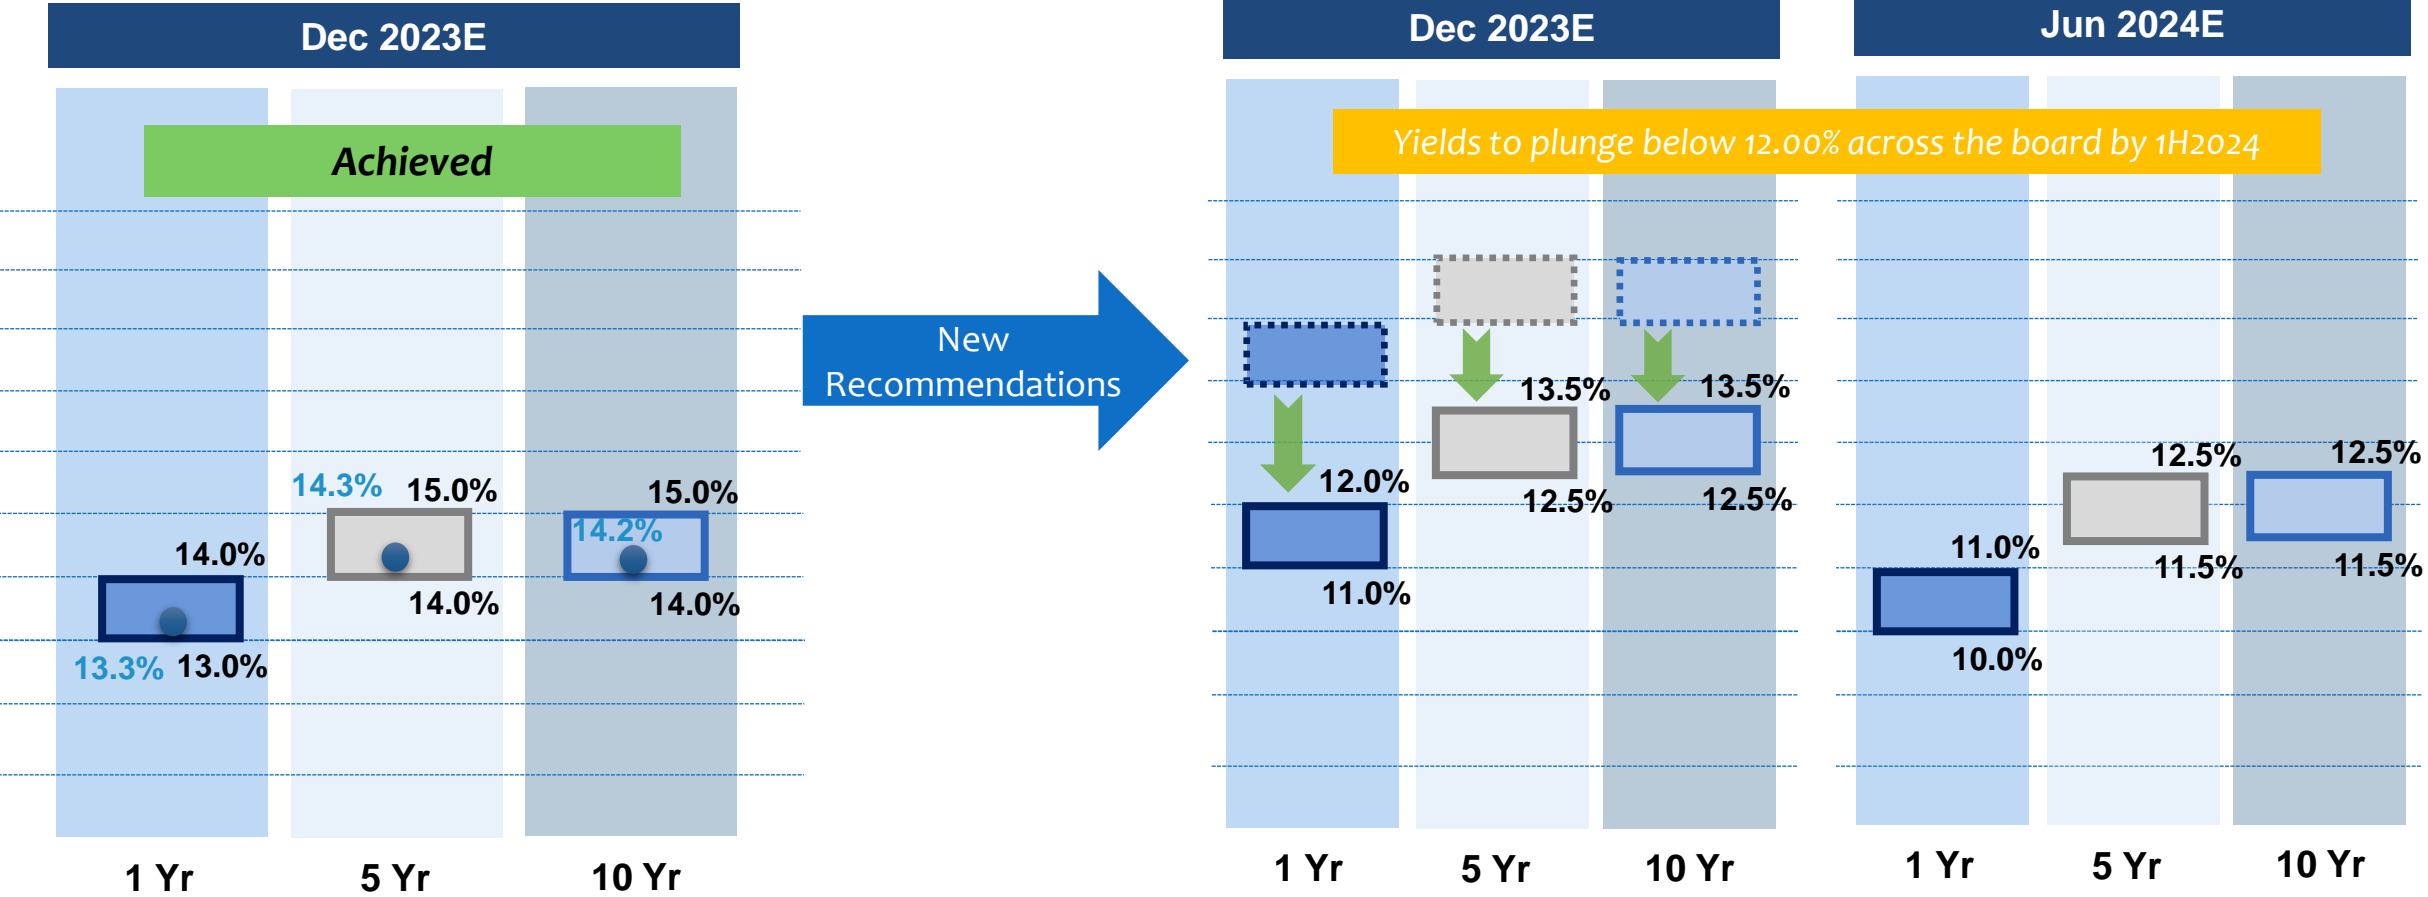 Dec 2023E
Achieved
14.3%
15.0%
15.0%
14.2%
14.0%
14.0%
14.0%
13.3%
13.0%
1 Yr
5 Yr
10 Yr
New
Recommendations
Dec 2023E
Jun 2024E
Yields to plunge below 12.00% across the board by 1H2024
13.5%
13.5%
12.0%
12.5%
12.5%
11.0%
1 Yr
5 Yr
10 Yr
12.5%
12.5%
11.0%
11.5%
11.5%
10.0%
1 Yr
5 Yr
10 Yr